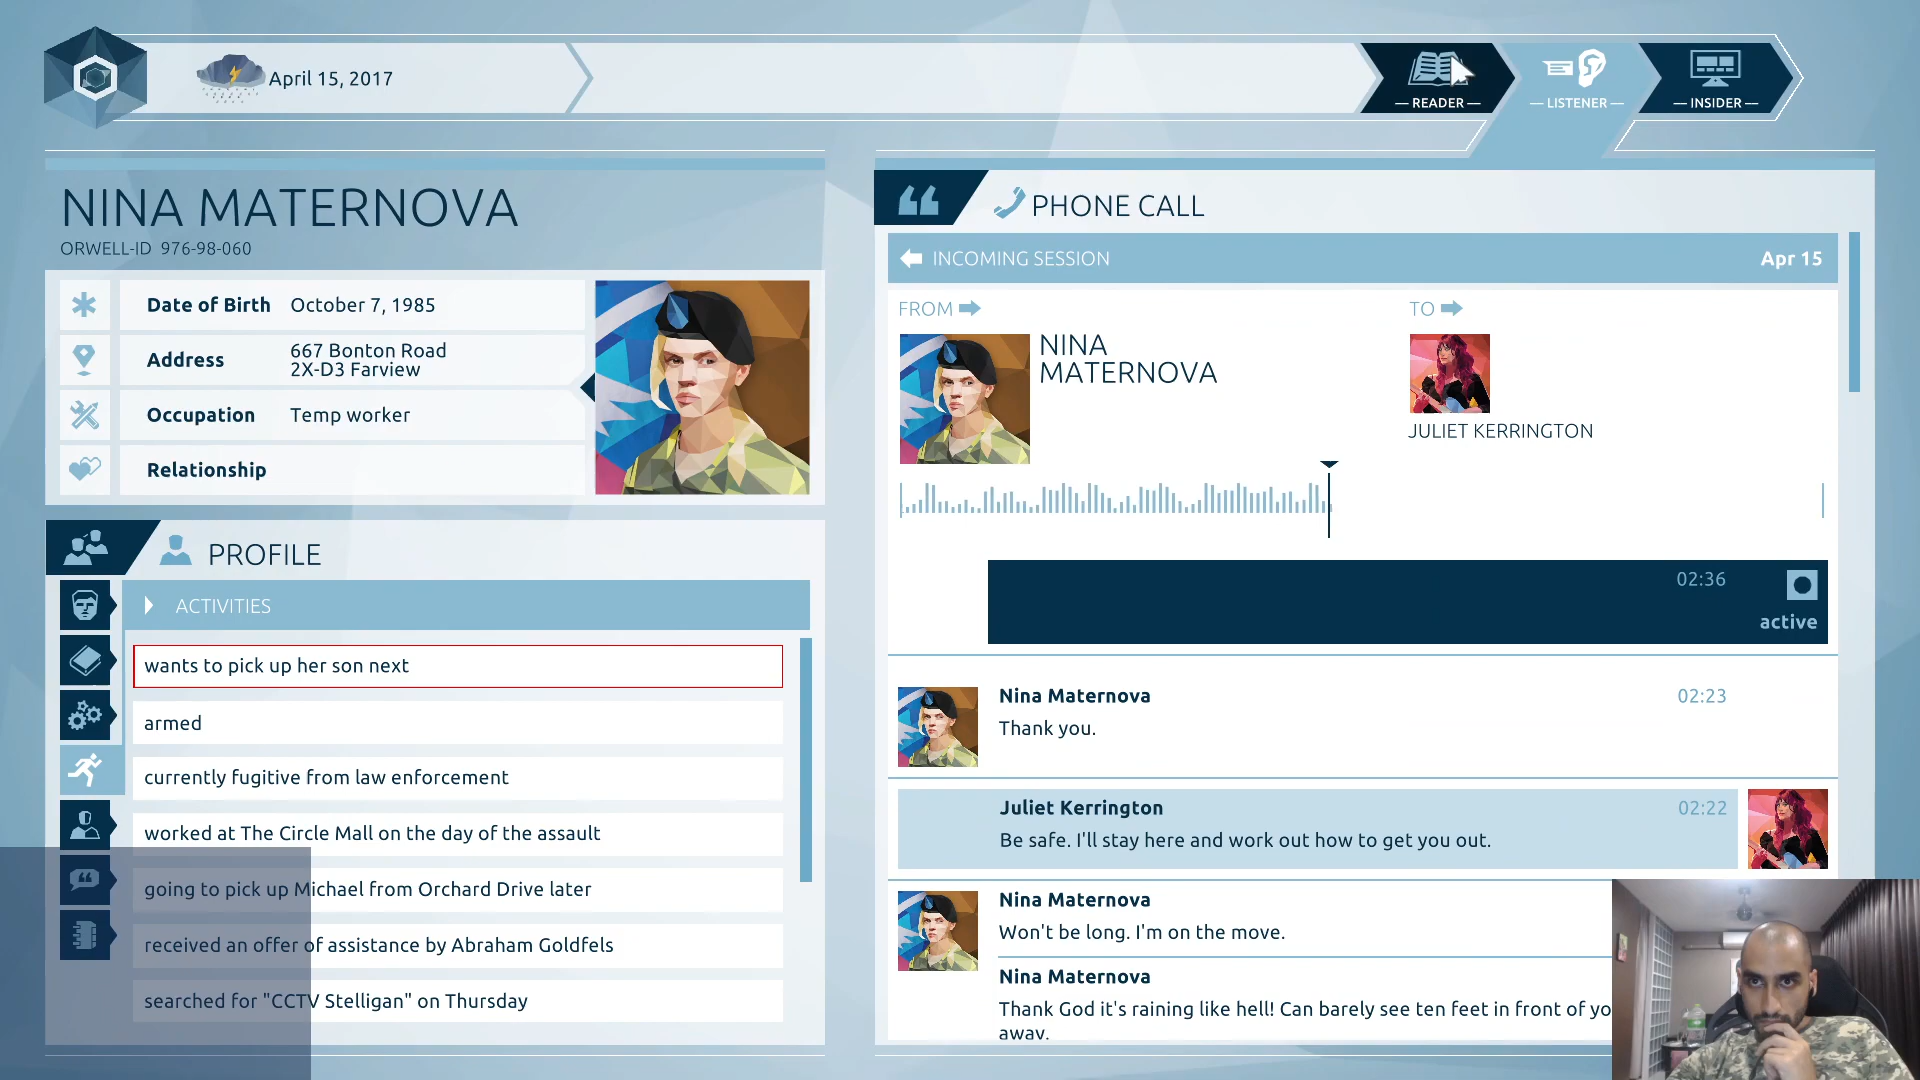 April 15, 2017
READER
LISTENER
INSIDER
NINA MATERNOVA
ORWELL-ID 976-98-060
Date of Birth October 7, 1985
Address 667 Bonton Road
2X-D3 Farview
Occupation Temp worker
Relationship
PROFILE
ACTIVITIES
wants to pick up her son next
armed
currently fugitive from law enforcement
worked at The Circle Mall on the day of the assault
going to pick up Michael from Orchard Drive later
received an offer of assistance by Abraham Goldfels
searched for "CCTV Stelligan" on Thursday
PHONE CALL
INCOMING SESSION Apr 15
FROM
TO
NINA
MATERNOVA
JULIET KERRINGTON
02:36
active
Nina Maternova 02:23
Thank you.
Juliet Kerrington 02:22
Be safe. I'll stay here and work out how to get you out.
Nina Maternova
Won't be long. I'm on the move.
Nina Maternova
Thank God it's raining like hell! Can barely see ten feet in front of yo
away.